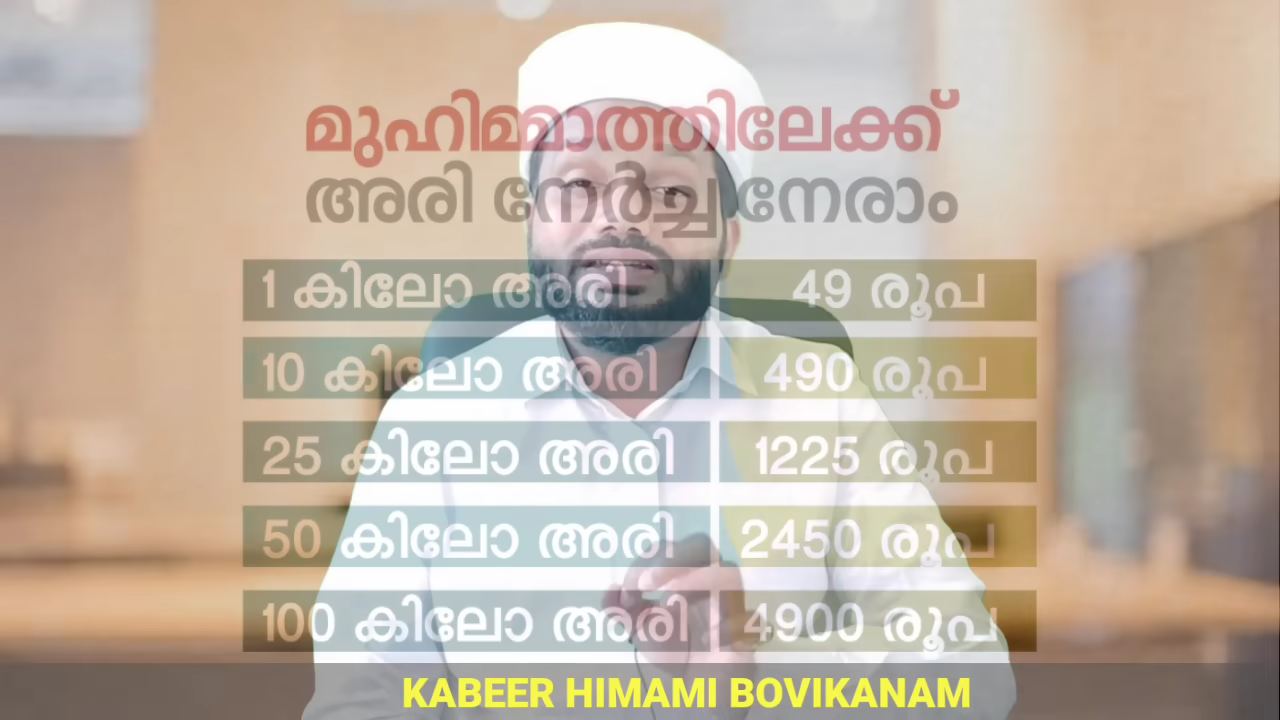 മുഹിമ്മാത്തിലേക്ക്
അരി നേർച്ച നേരാം
1 കിലോ അരി 49 രൂപ
10 കിലോ അരി 490 രൂപ
25 കിലോ അരി 1225 രൂപ
50 കിലോ അരി 2450 രൂപ
100 കിലോ അരി 4900 രൂപ
KABEER HIMAMI BOVIKANAM